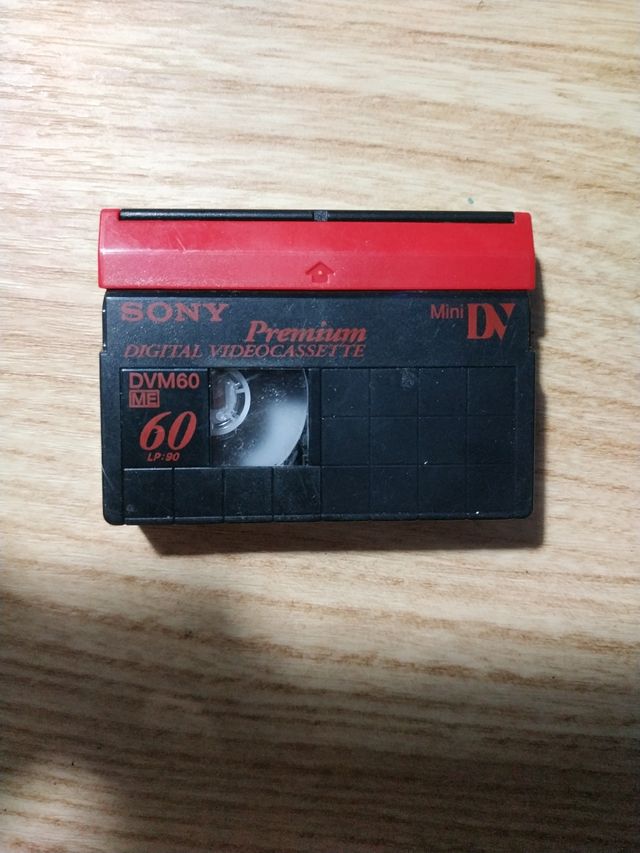 SONY
Premium
Mini DV
DIGITAL VIDEOCASSETTE
DVM60
ME
60
LP:90